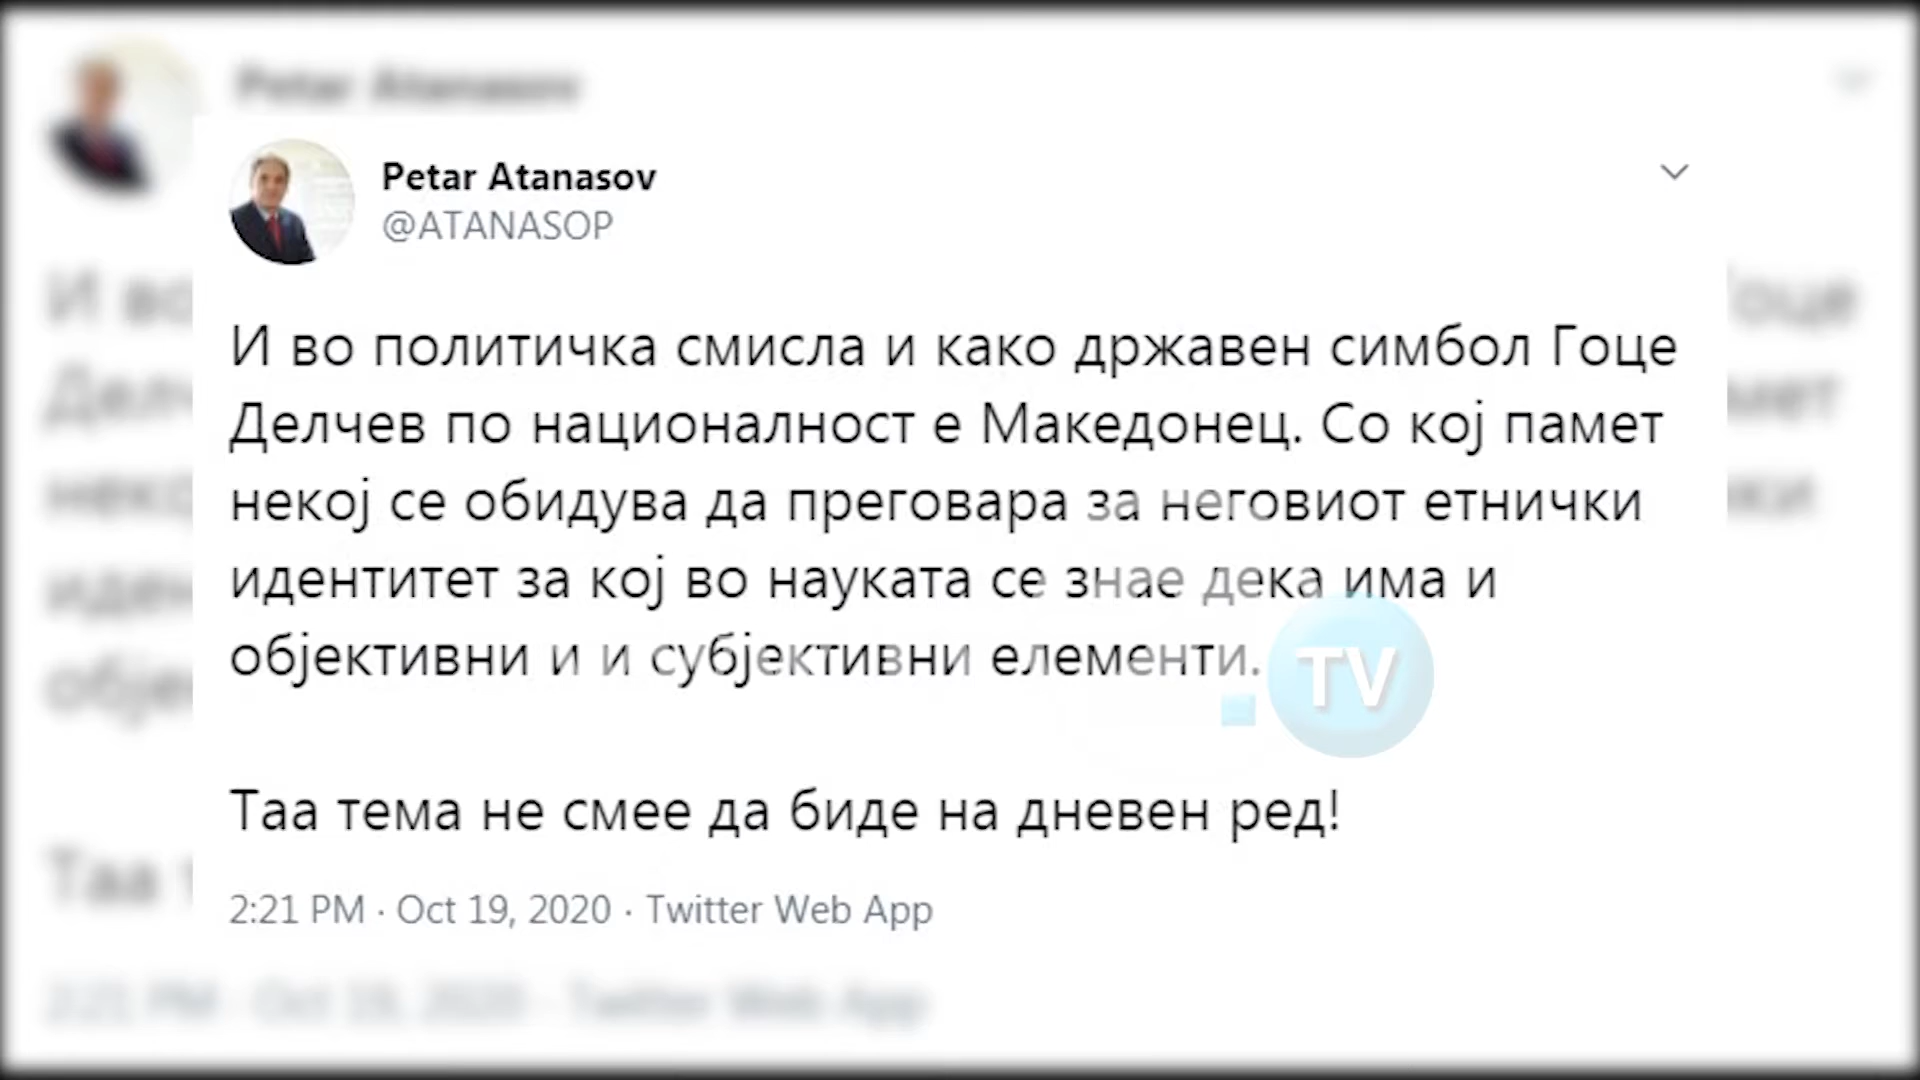 Petar Atanasov
@ATANASOP
И во политичка смисла и како државен симбол Гоце
Делчев по националност е Македонец. Со кој памет
некој се обидува да преговара за неговиот етнички
идентитет за кој во науката се знае дека има и
објективни и и субјективни елементи.
TV
Таа тема не смее да биде на дневен ред!
2:21 PM · Oct 19, 2020 · Twitter Web App